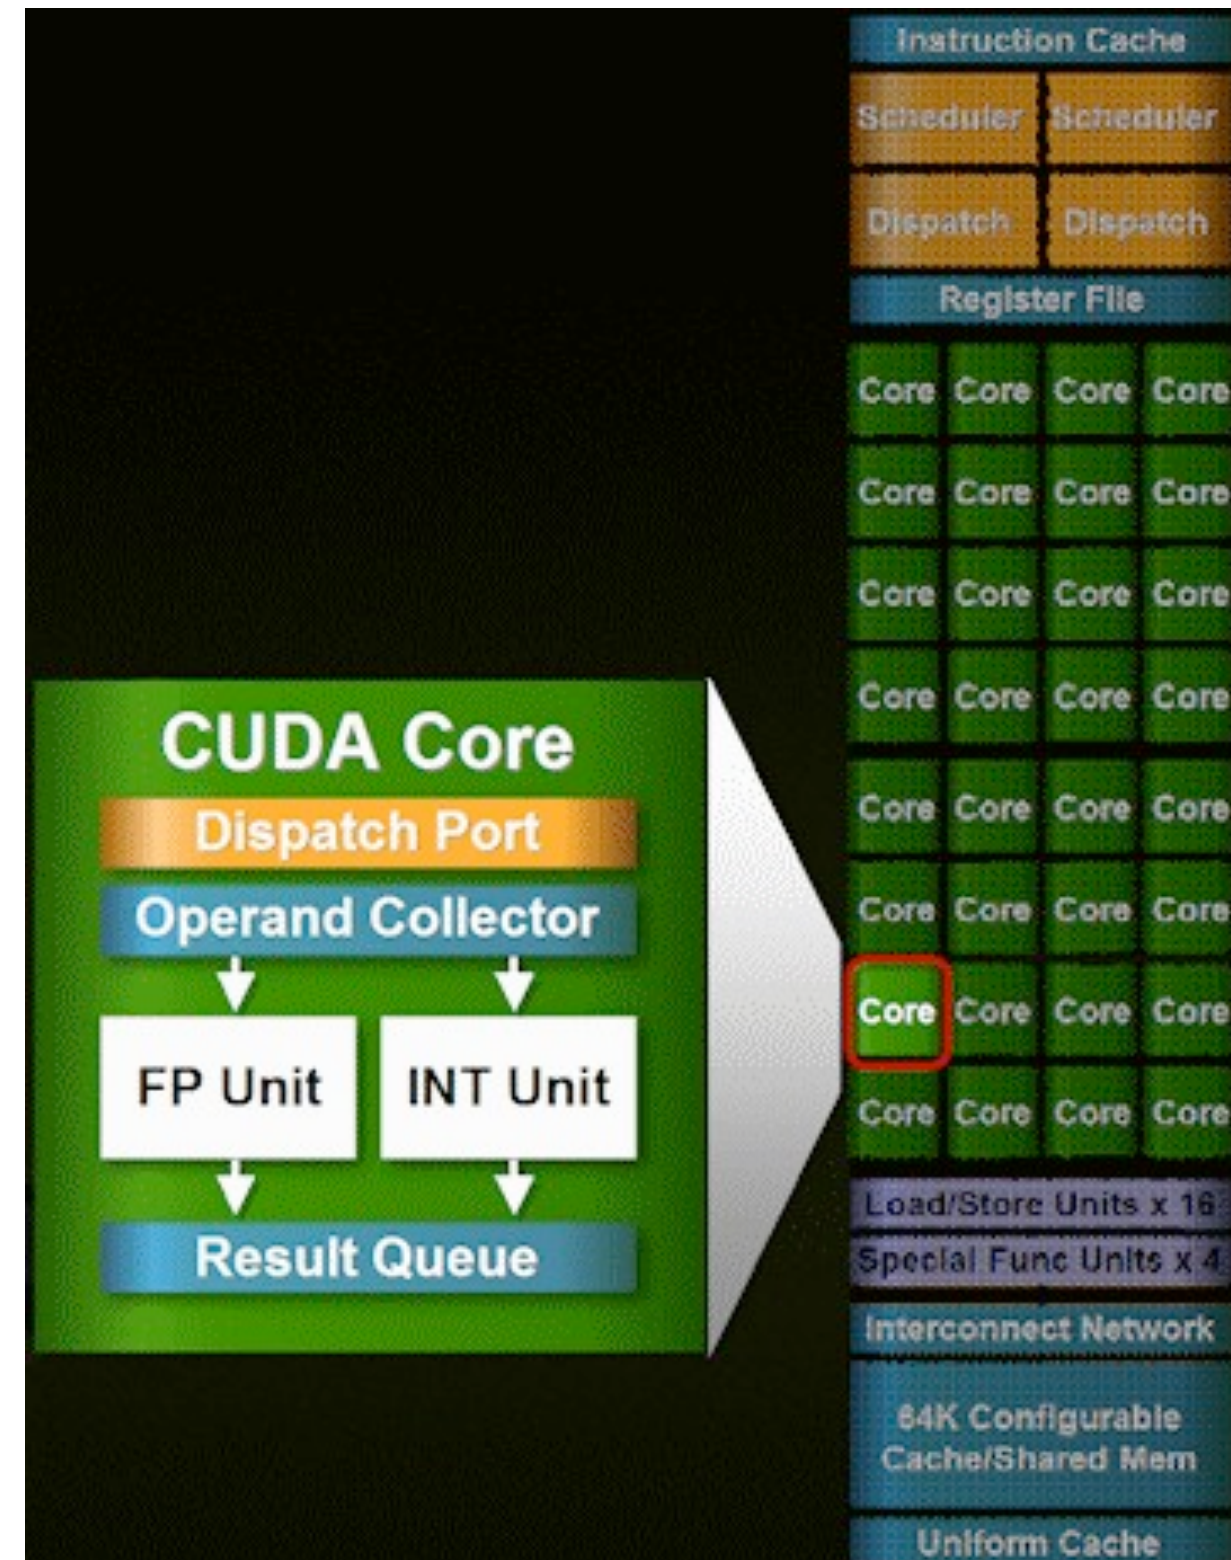 Instruction Cache
Scheduler Scheduler
Dispatch Dispatch
Register File
Core Core Core Core
Core Core Core Core
Core Core Core Core
Core Core Core Core
Core Core Core Core
Core Core Core Core
Core Core Core Core
Core Core Core Core
Load/Store Units x 16
Special Func Units x 4
Interconnect Network
64K Configurable
Cache/Shared Mem
Uniform Cache
CUDA Core
Dispatch Port
Operand Collector
FP Unit INT Unit
Result Queue